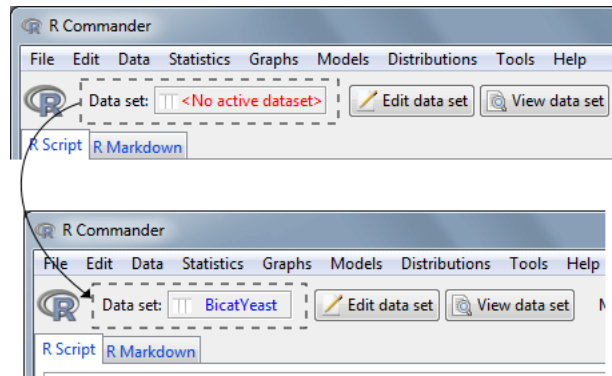 R Commander
File Edit Data Statistics Graphs Models Distributions Tools Help
R Data set: <No active dataset> Edit data set View data set
R Script R Markdown
R Commander
File Edit Data Statistics Graphs Models Distributions Tools Help
R Data set: BicatYeast Edit data set View data set
R Script R Markdown